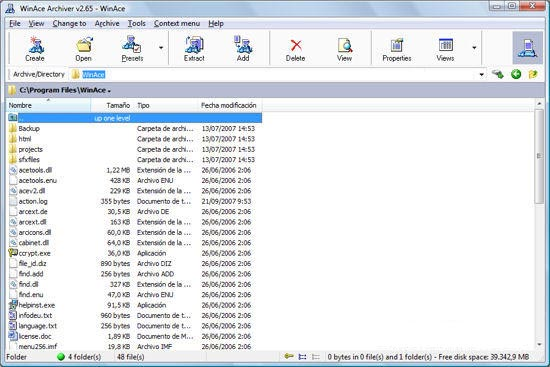 WinAce Archiver v2.65 - WinAce
File View Change to Archive Tools Context menu Help
Create Open Presets Extract Add Delete View Properties Views
Archive/Directory WinAce
C:\Program Files\WinAce
Nombre Tamaño Tipo Fecha modificación
.. up one level
Backup Carpeta de archi... 13/07/2007 14:53
html Carpeta de archi... 13/07/2007 14:53
projects Carpeta de archi... 13/07/2007 14:53
sfxfiles Carpeta de archi... 13/07/2007 14:53
acetools.dll 1,22 MB Extensión de la ... 26/06/2006 2:06
acetools.enu 428 KB Archivo ENU 26/06/2006 2:06
acev2.dll 229 KB Extensión de la ... 26/06/2006 2:06
action.log 355 bytes Documento de t... 21/09/2007 9:53
arcext.de 30,5 KB Archivo DE 26/06/2006 2:06
arcext.dll 163 KB Extensión de la ... 26/06/2006 2:06
arcicons.dll 60,0 KB Extensión de la ... 26/06/2006 2:06
cabinet.dll 64,0 KB Extensión de la ... 26/06/2006 2:06
ccrypt.exe 36,0 KB Aplicación 26/06/2006 2:06
file_id.diz 890 bytes Archivo DIZ 26/06/2006 2:06
find.add 256 bytes Archivo ADD 26/06/2006 2:06
find.dll 327 KB Extensión de la ... 26/06/2006 2:06
find.enu 47,0 KB Archivo ENU 26/06/2006 2:06
helpinst.exe 91,5 KB Aplicación 26/06/2006 2:06
infodeu.txt 960 bytes Documento de t... 26/06/2006 2:06
language.txt 256 bytes Documento de t... 26/06/2006 2:06
license.doc 1,89 KB Documento de ... 26/06/2006 2:06
menu256.imf 19,8 KB Archivo IMF 26/06/2006 2:06
Folder 4 folder(s) 48 file(s) 0 bytes in 0 file(s) and 1 folder(s) - Free disk space: 39.342,9 MB